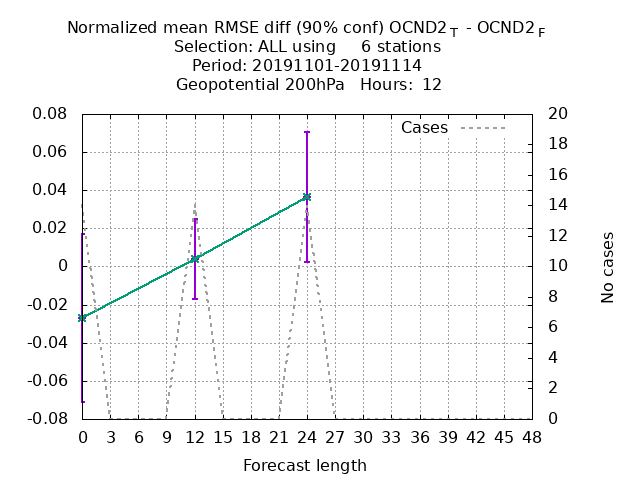 Normalized mean RMSE diff (90% conf) OCND2 T - OCND2 F
Selection: ALL using 6 stations
Period: 20191101-20191114
Geopotential 200hPa Hours: 12
Cases
0.08
0.06
0.04
0.02
0
-0.02
-0.04
-0.06
-0.08
20
18
16
14
12
10
8
6
4
2
0
No cases
0 3 6 9 12 15 18 21 24 27 30 33 36 39 42 45 48
Forecast length